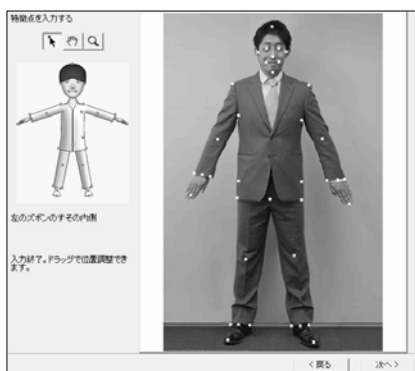 特徴点を入力する
左のズボンのすその内側
入力終了。ドラッグで位置調整でき
ます。
< 戻る
次へ >